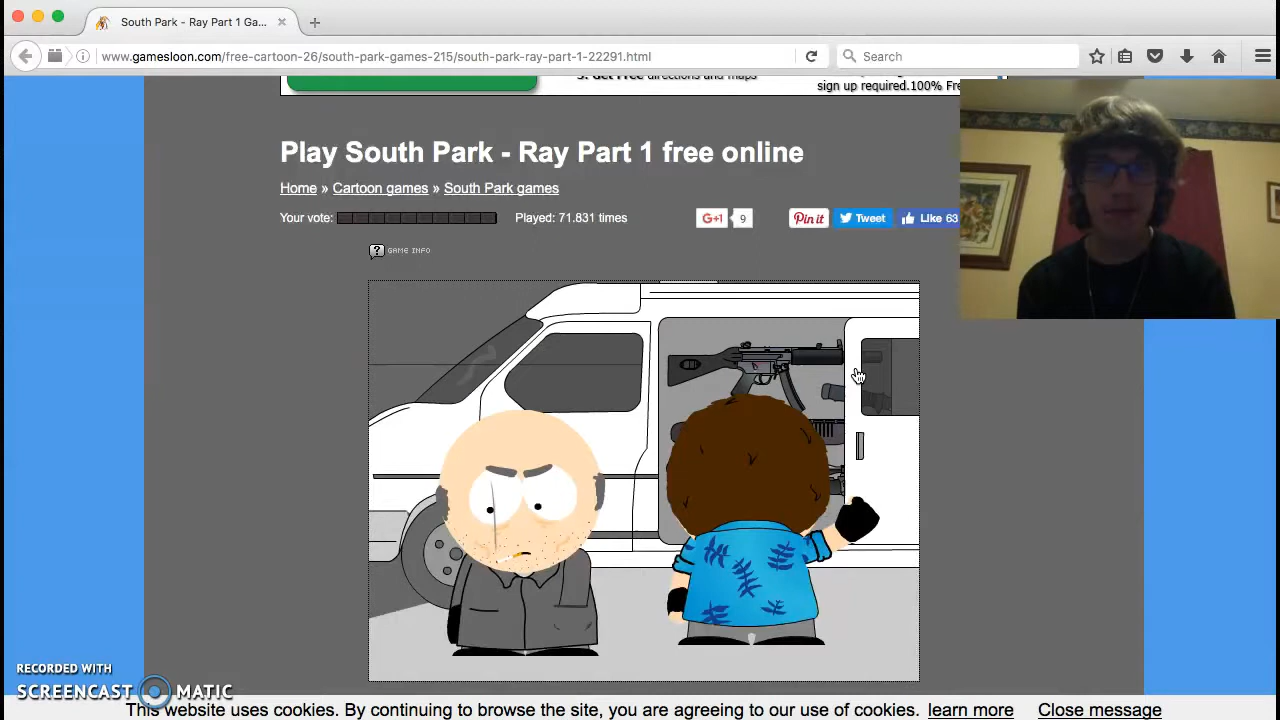 South Park - Ray Part 1 Ga...
www.gamesloon.com/free-cartoon-26/south-park-games-215/south-park-ray-part-1-22291.html
Search
sign up required.100% Fre
Play South Park - Ray Part 1 free online
Home » Cartoon games » South Park games
Your vote: Played: 71.831 times G+1 9 Pin it Tweet Like 63
? GAME INFO
RECORDED WITH
SCREENCAST MATIC
This website uses cookies. By continuing to browse the site, you are agreeing to our use of cookies. learn more Close message